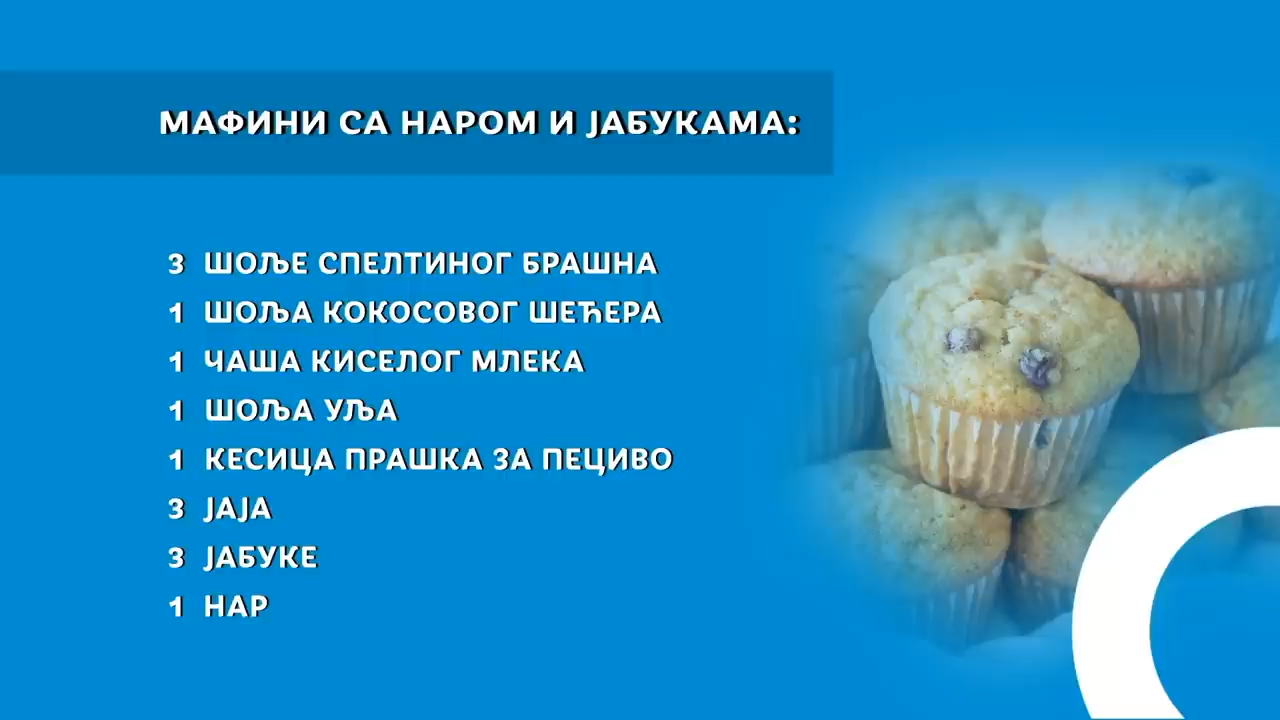 МАФИНИ СА НАРОМ И ЈАБУКАМА:
3 ШОЉЕ СПЕЛТИНОГ БРАШНА
1 ШОЉА КОКОСОВОГ ШЕЋЕРА
1 ЧАША КИСЕЛОГ МЛЕКА
1 ШОЉА УЉА
1 КЕСИЦА ПРАШКА ЗА ПЕЦИВО
3 ЈАЈА
3 ЈАБУКЕ
1 НАР